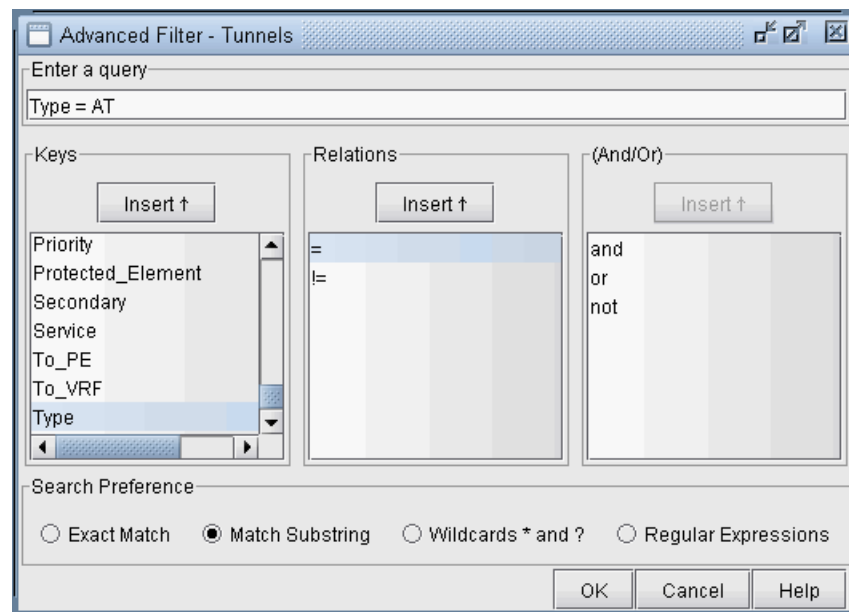 Advanced Filter - Tunnels
Enter a query
Type = AT
Keys
Insert ↑
Priority
Protected_Element
Secondary
Service
To_PE
To_VRF
Type
Relations
Insert ↑
=
!=
(And/Or)
Insert ↑
and
or
not
Search Preference
Exact Match Match Substring Wildcards * and ? Regular Expressions
OK Cancel Help